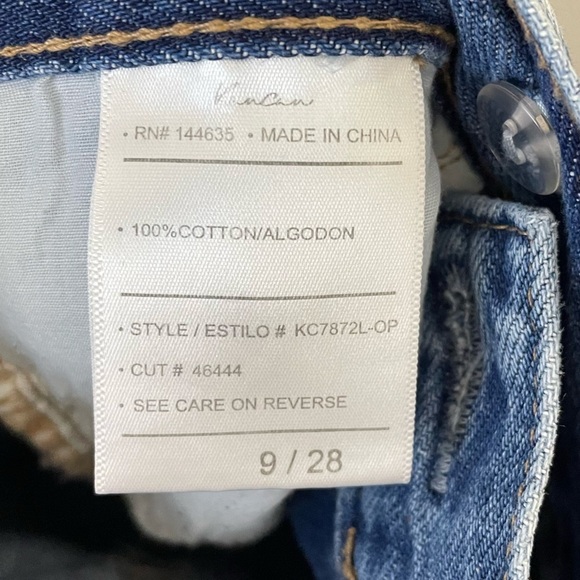 KanCan
• RN# 144635 • MADE IN CHINA
• 100%COTTON/ALGODON
• STYLE / ESTILO # KC7872L-OP
• CUT # 46444
• SEE CARE ON REVERSE
9 / 28